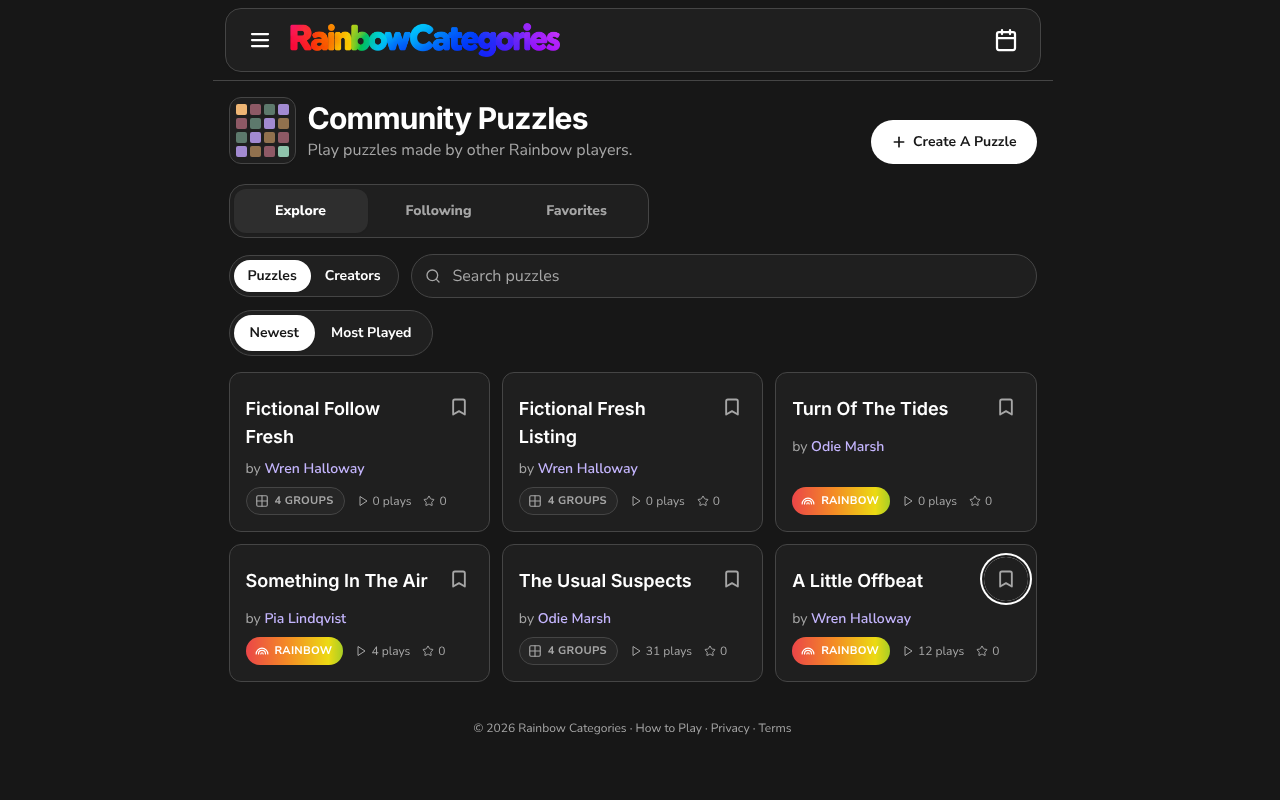 RainbowCategories
Community Puzzles
Play puzzles made by other Rainbow players.
Create A Puzzle
Explore
Following
Favorites
Puzzles
Creators
Search puzzles
Newest
Most Played
Fictional Follow
Fresh
by Wren Halloway
4 GROUPS
0 plays
0
Fictional Fresh
Listing
by Wren Halloway
4 GROUPS
0 plays
0
Turn Of The Tides
by Odie Marsh
RAINBOW
0 plays
0
Something In The Air
by Pia Lindqvist
RAINBOW
4 plays
0
The Usual Suspects
by Odie Marsh
4 GROUPS
31 plays
0
A Little Offbeat
by Wren Halloway
RAINBOW
12 plays
0
© 2026 Rainbow Categories · How to Play · Privacy · Terms